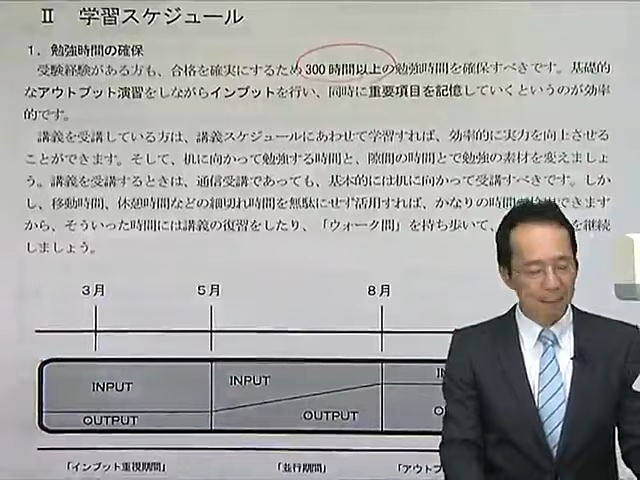 Ⅱ 学習スケジュール
1．勉強時間の確保
受験経験がある方も、合格を確実にするため300時間以上の勉強時間を確保すべきです。基礎的
なアウトプット演習をしながらインプットを行い、同時に重要項目を記憶していくというのが効率
的です。
講義を受講している方は、講義スケジュールにあわせて学習すれば、効率的に実力を向上させる
ことができます。そして、机に向かって勉強する時間と、隙間の時間とで勉強の素材を変えましょ
う。講義を受講するときは、通信受講であっても、基本的には机に向かって受講すべきです。しか
し、移動時間、休憩時間などの細切れ時間を無駄にせず活用すれば、かなりの時間
できます
から、そういった時間には講義の復習をしたり、「ウォーク問」を持ち歩いて、
を継続
しましょう。
3月 5月 8月
INPUT INPUT IN
OUTPUT OUTPUT O
「インプット重視期間」 「並行期間」 「アウトプ